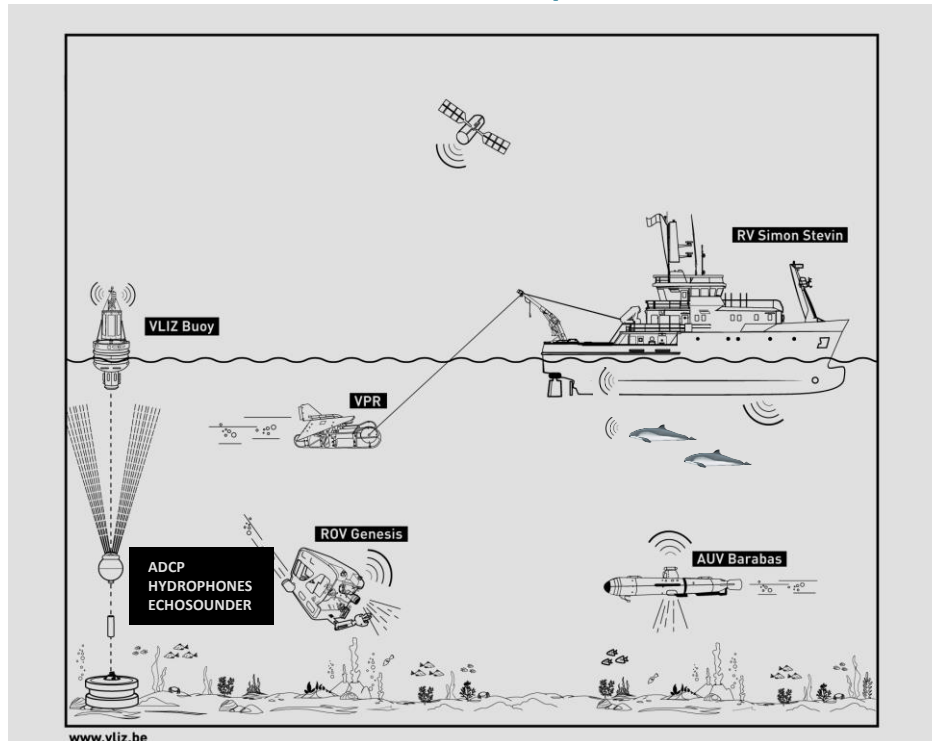 RV Simon Stevin
VLIZ Buoy
VPR
ROV Genesis
AUV Barabas
ADCP
HYDROPHONES
ECHOSOUNDER
www.vliz.be